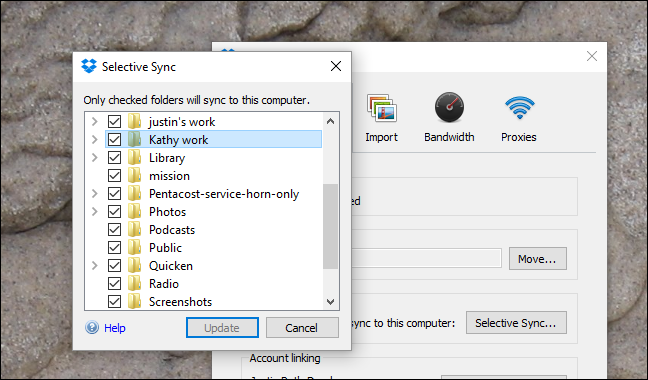 Selective Sync
Only checked folders will sync to this computer.
justin's work
Kathy work
Library
mission
Pentacost-service-horn-only
Photos
Podcasts
Public
Quicken
Radio
Screenshots
Help
Update
Cancel
Import
Bandwidth
Proxies
Move...
sync to this computer:
Selective Sync...
Account linking